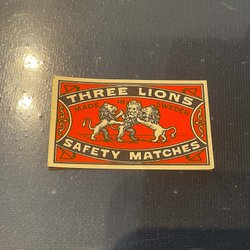 THREE LIONS
MADE IN SWEDEN
SAFETY MATCHES